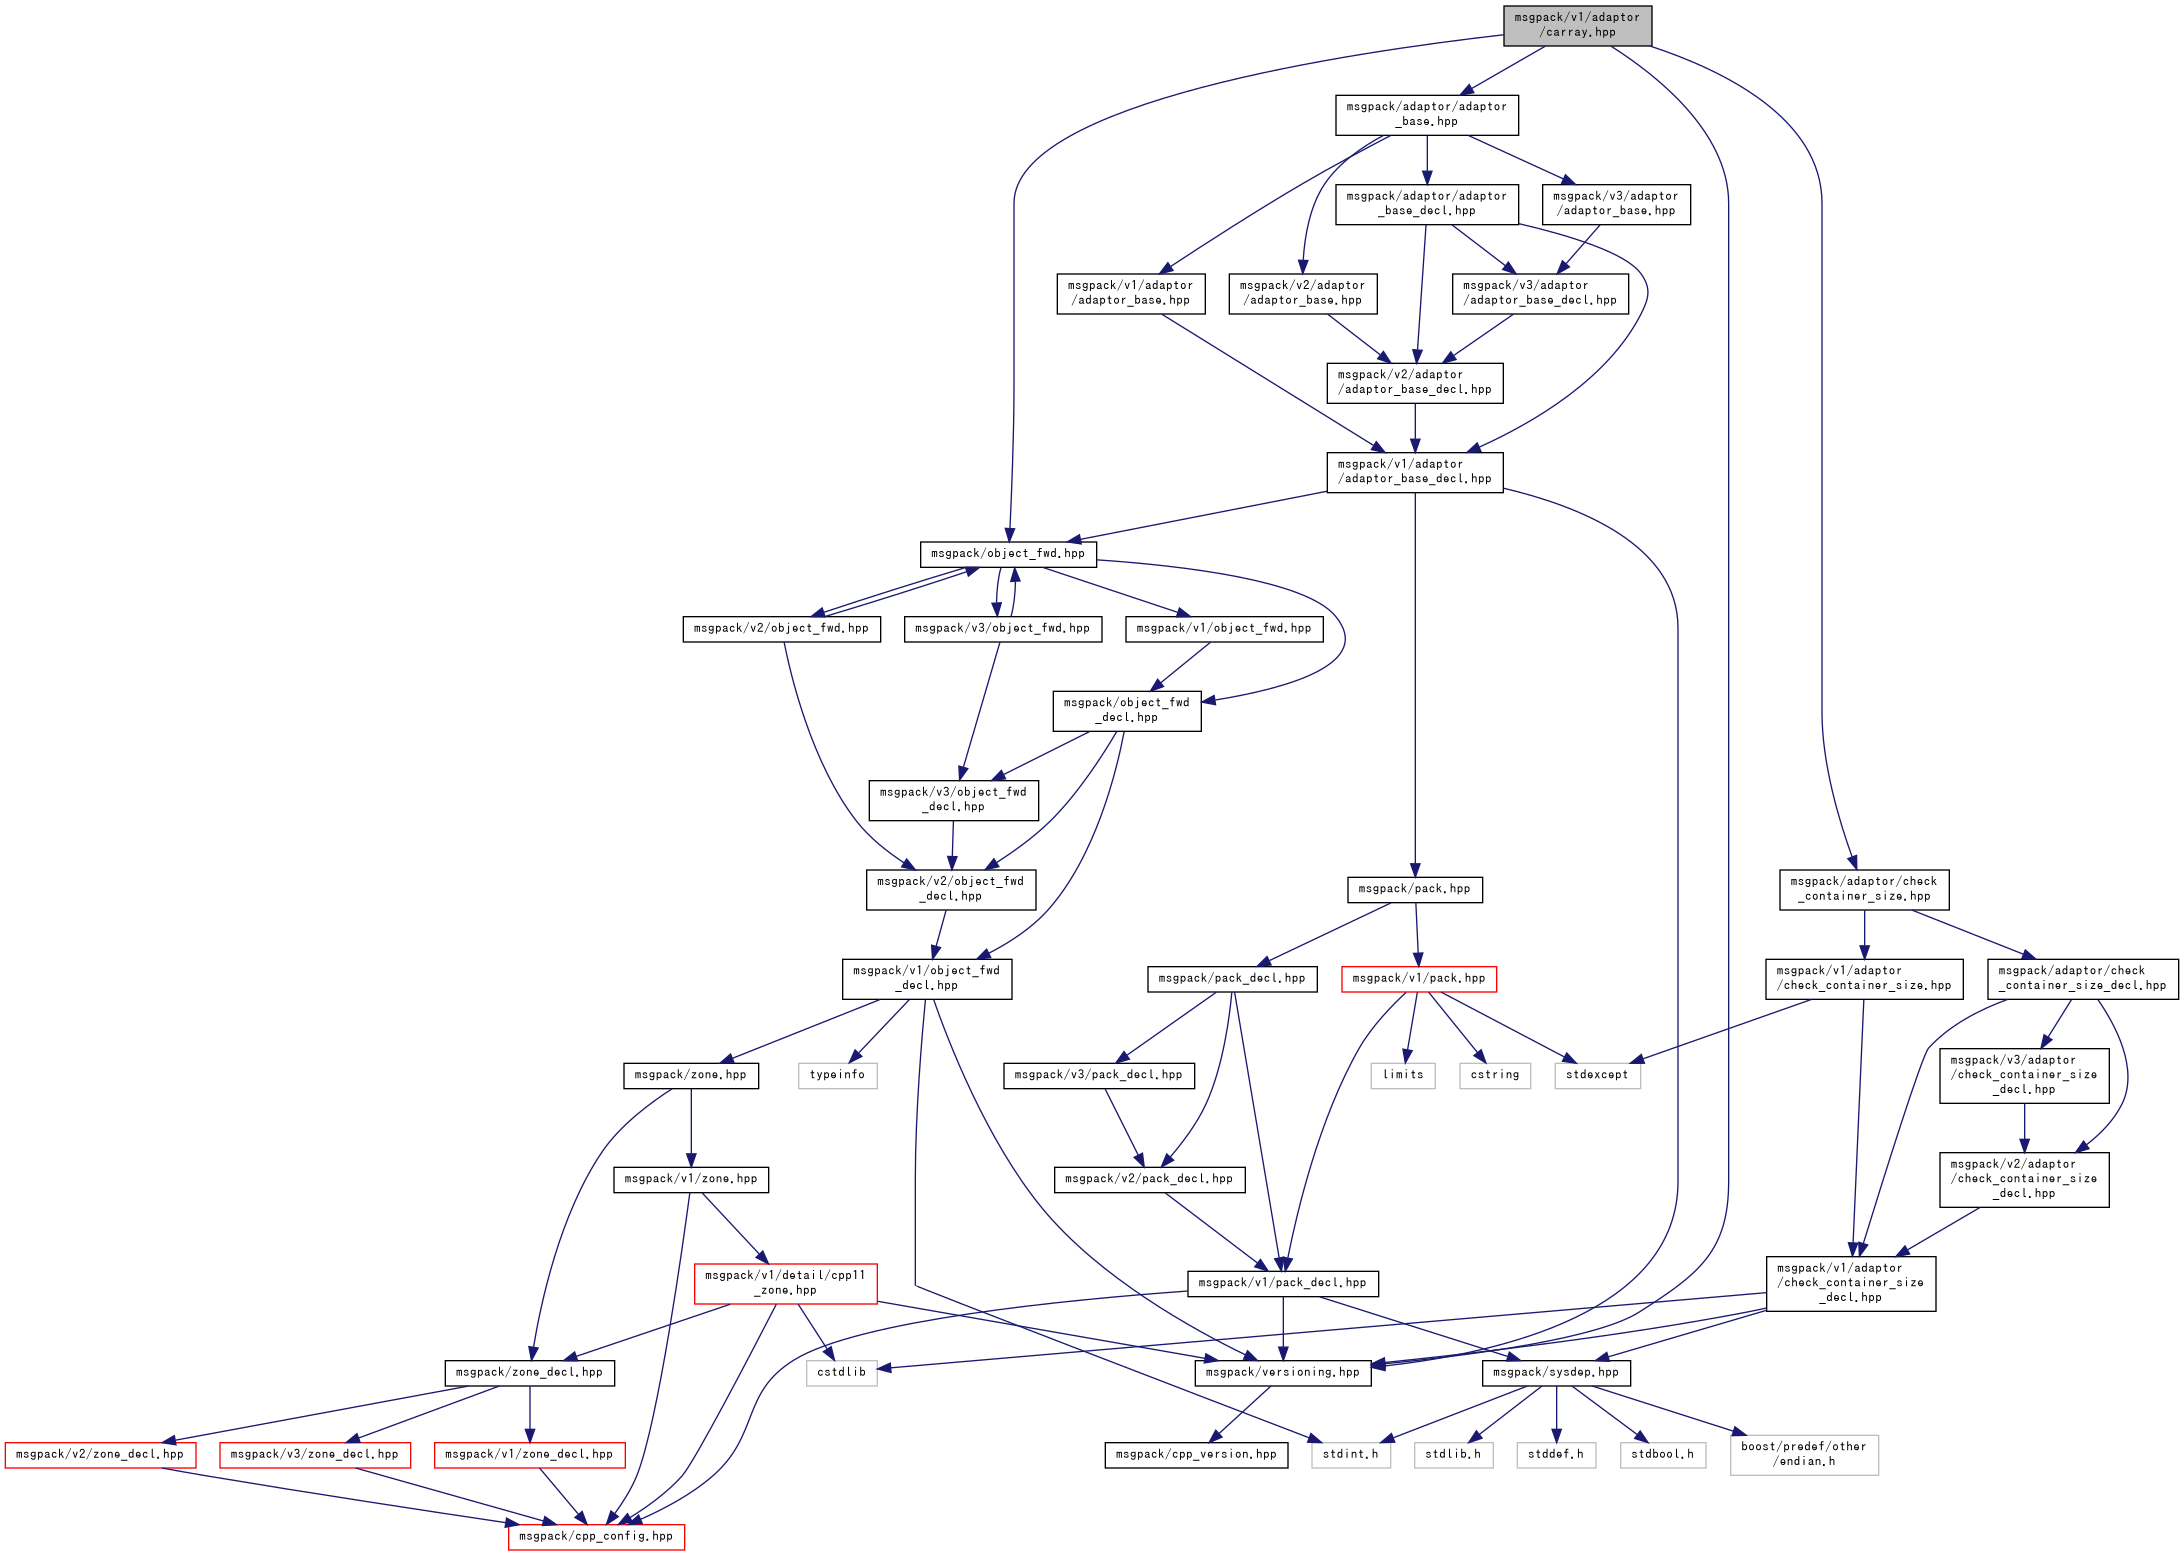 msgpack/v1/adaptor
/carray.hpp
msgpack/adaptor/adaptor
_base.hpp
msgpack/adaptor/adaptor
_base_decl.hpp
msgpack/v3/adaptor
/adaptor_base.hpp
msgpack/v1/adaptor
/adaptor_base.hpp
msgpack/v2/adaptor
/adaptor_base.hpp
msgpack/v3/adaptor
/adaptor_base_decl.hpp
msgpack/v2/adaptor
/adaptor_base_decl.hpp
msgpack/v1/adaptor
/adaptor_base_decl.hpp
msgpack/object_fwd.hpp
msgpack/v2/object_fwd.hpp
msgpack/v3/object_fwd.hpp
msgpack/v1/object_fwd.hpp
msgpack/object_fwd
_decl.hpp
msgpack/v3/object_fwd
_decl.hpp
msgpack/v2/object_fwd
_decl.hpp
msgpack/pack.hpp
msgpack/adaptor/check
_container_size.hpp
msgpack/v1/object_fwd
_decl.hpp
msgpack/pack_decl.hpp
msgpack/v1/pack.hpp
msgpack/v1/adaptor
/check_container_size.hpp
msgpack/adaptor/check
_container_size_decl.hpp
msgpack/zone.hpp
typeinfo
msgpack/v3/pack_decl.hpp
limits
cstring
stdexcept
msgpack/v3/adaptor
/check_container_size
_decl.hpp
msgpack/v1/zone.hpp
msgpack/v2/pack_decl.hpp
msgpack/v2/adaptor
/check_container_size
_decl.hpp
msgpack/v1/detail/cpp11
_zone.hpp
msgpack/v1/pack_decl.hpp
msgpack/v1/adaptor
/check_container_size
_decl.hpp
msgpack/zone_decl.hpp
cstdlib
msgpack/versioning.hpp
msgpack/sysdep.hpp
msgpack/v2/zone_decl.hpp
msgpack/v3/zone_decl.hpp
msgpack/v1/zone_decl.hpp
msgpack/cpp_version.hpp
stdint.h
stdlib.h
stddef.h
stdbool.h
boost/predef/other
/endian.h
msgpack/cpp_config.hpp